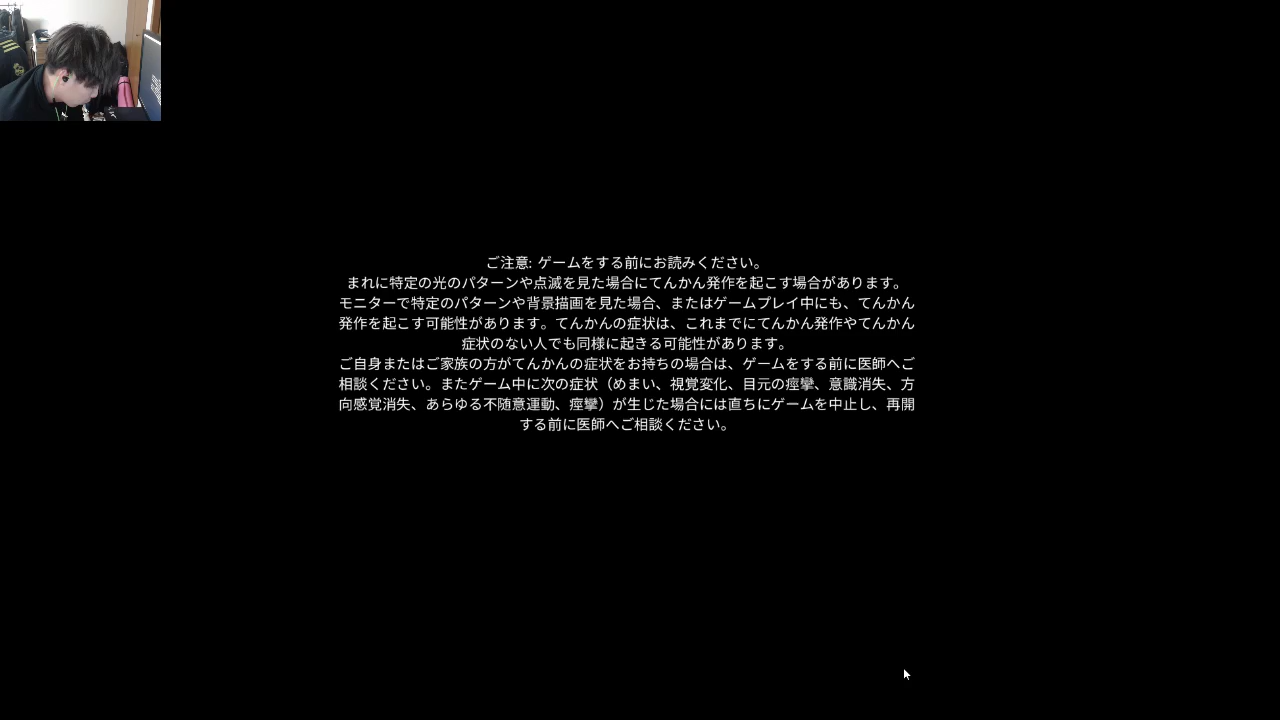 ご注意: ゲームをする前にお読みください。
まれに特定の光のパターンや点滅を見た場合にてんかん発作を起こす場合があります。
モニターで特定のパターンや背景描画を見た場合、またはゲームプレイ中にも、てんかん
発作を起こす可能性があります。てんかんの症状は、これまでにてんかん発作やてんかん
症状のない人でも同様に起きる可能性があります。
ご自身またはご家族の方がてんかんの症状をお持ちの場合は、ゲームをする前に医師へご
相談ください。またゲーム中に次の症状（めまい、視覚変化、目元の痙攣、意識消失、方
向感覚消失、あらゆる不随意運動、痙攣）が生じた場合には直ちにゲームを中止し、再開
する前に医師へご相談ください。